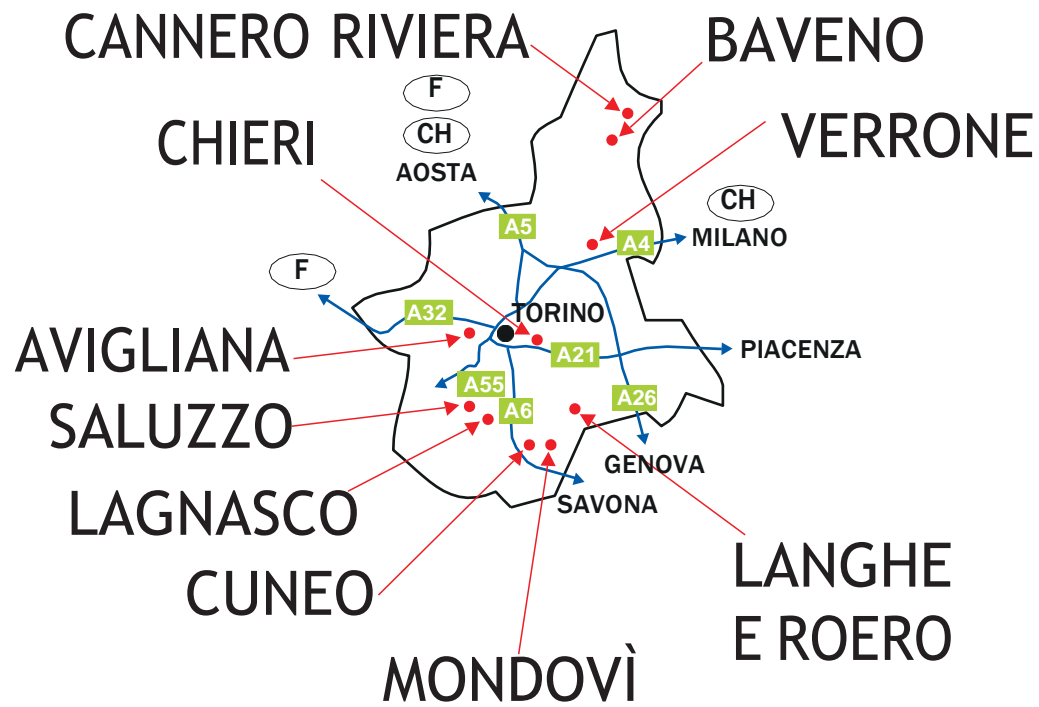 CANNERO RIVIERA
BAVENO
F
CH
CHIERI
VERRONE
AOSTA
CH
A5
A4
MILANO
F
A32
TORINO
AVIGLIANA
A21
PIACENZA
A55
SALUZZO
A6
A26
GENOVA
LAGNASCO
SAVONA
CUNEO
LANGHE
E ROERO
MONDOVÌ